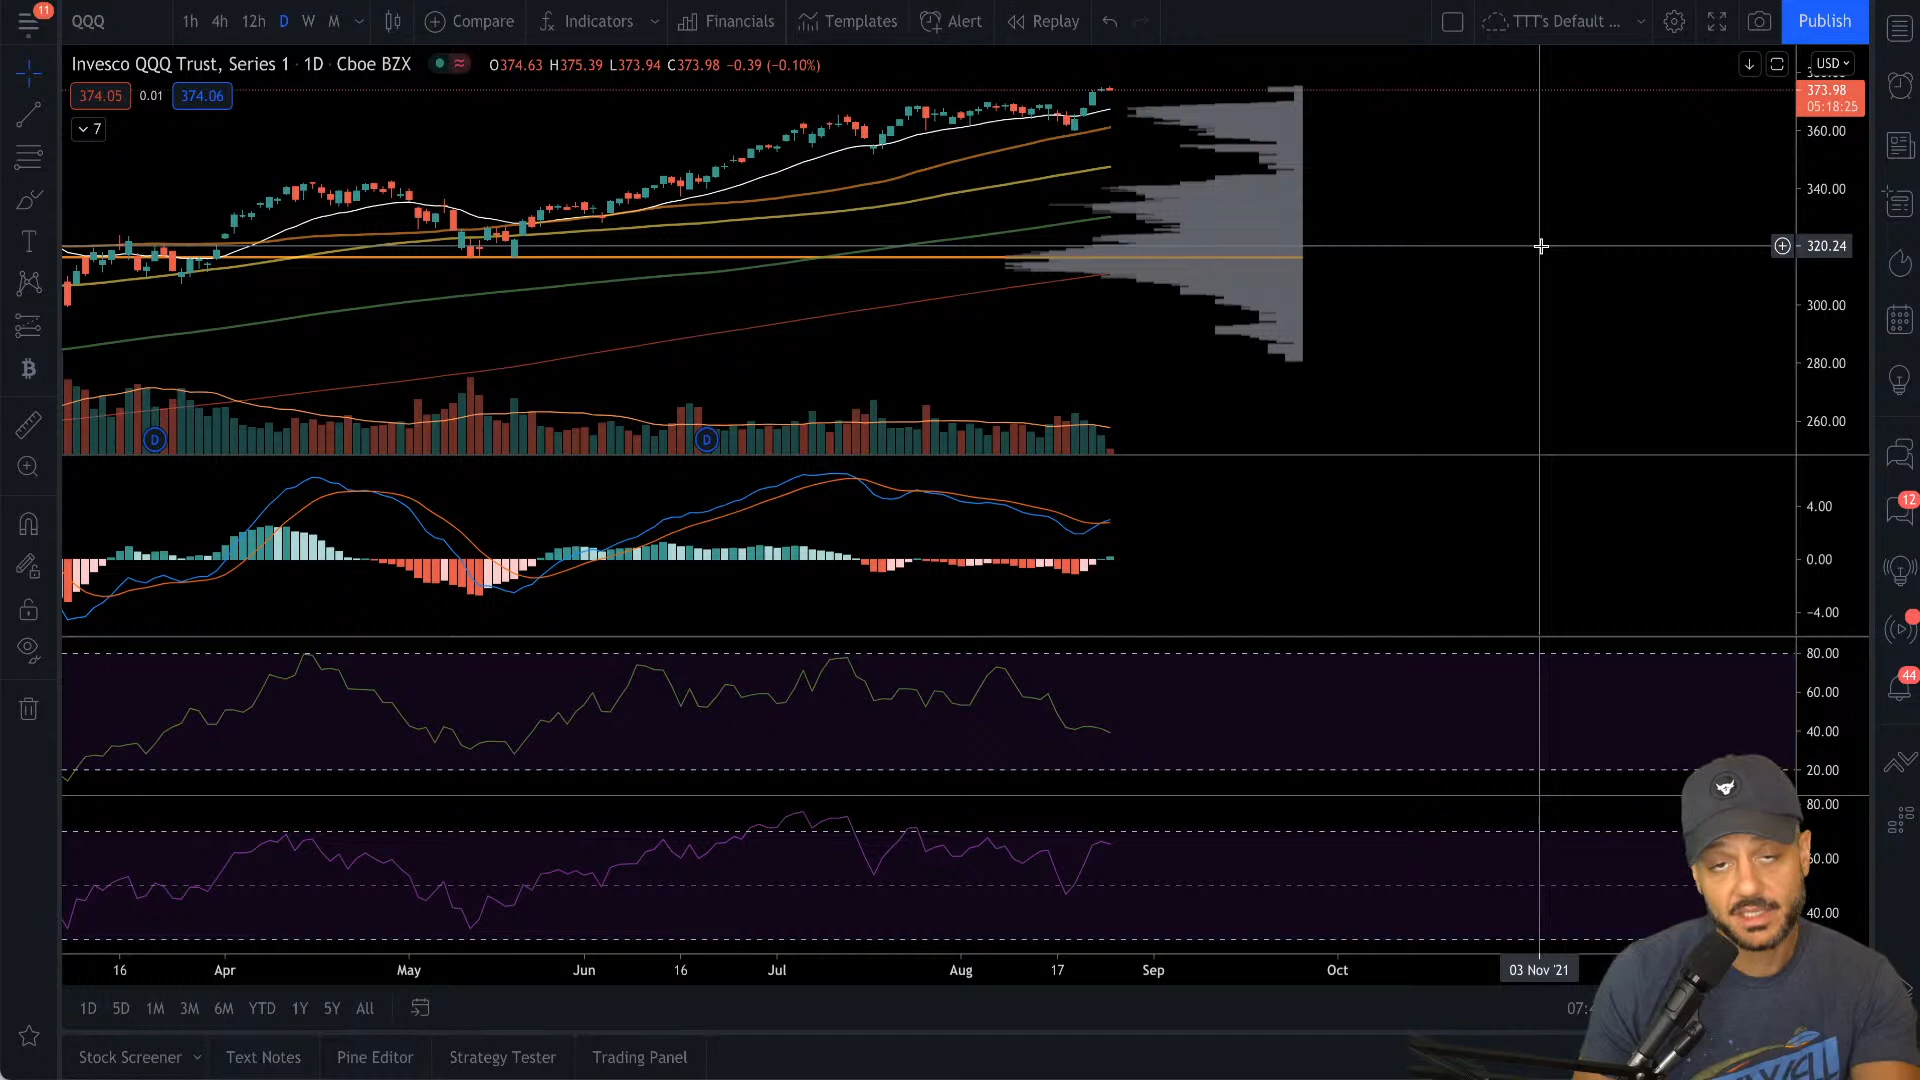 11
QQQ
1h 4h 12h D W M
Compare
Indicators
Financials
Templates
Alert
Replay
TTT's Default ...
Publish
Invesco QQQ Trust, Series 1 · 1D · Cboe BZX
O374.63 H375.39 L373.94 C373.98 −0.39 (−0.10%)
USD
374.05
0.01
374.06
373.98
05:18:25
7
360.00
340.00
320.24
300.00
280.00
260.00
D
D
4.00
0.00
−4.00
12
44
80.00
60.00
40.00
20.00
80.00
60.00
40.00
16 Apr May Jun 16 Jul Aug 17 Sep Oct 03 Nov '21
1D 5D 1M 3M 6M YTD 1Y 5Y All
Stock Screener
Text Notes
Pine Editor
Strategy Tester
Trading Panel